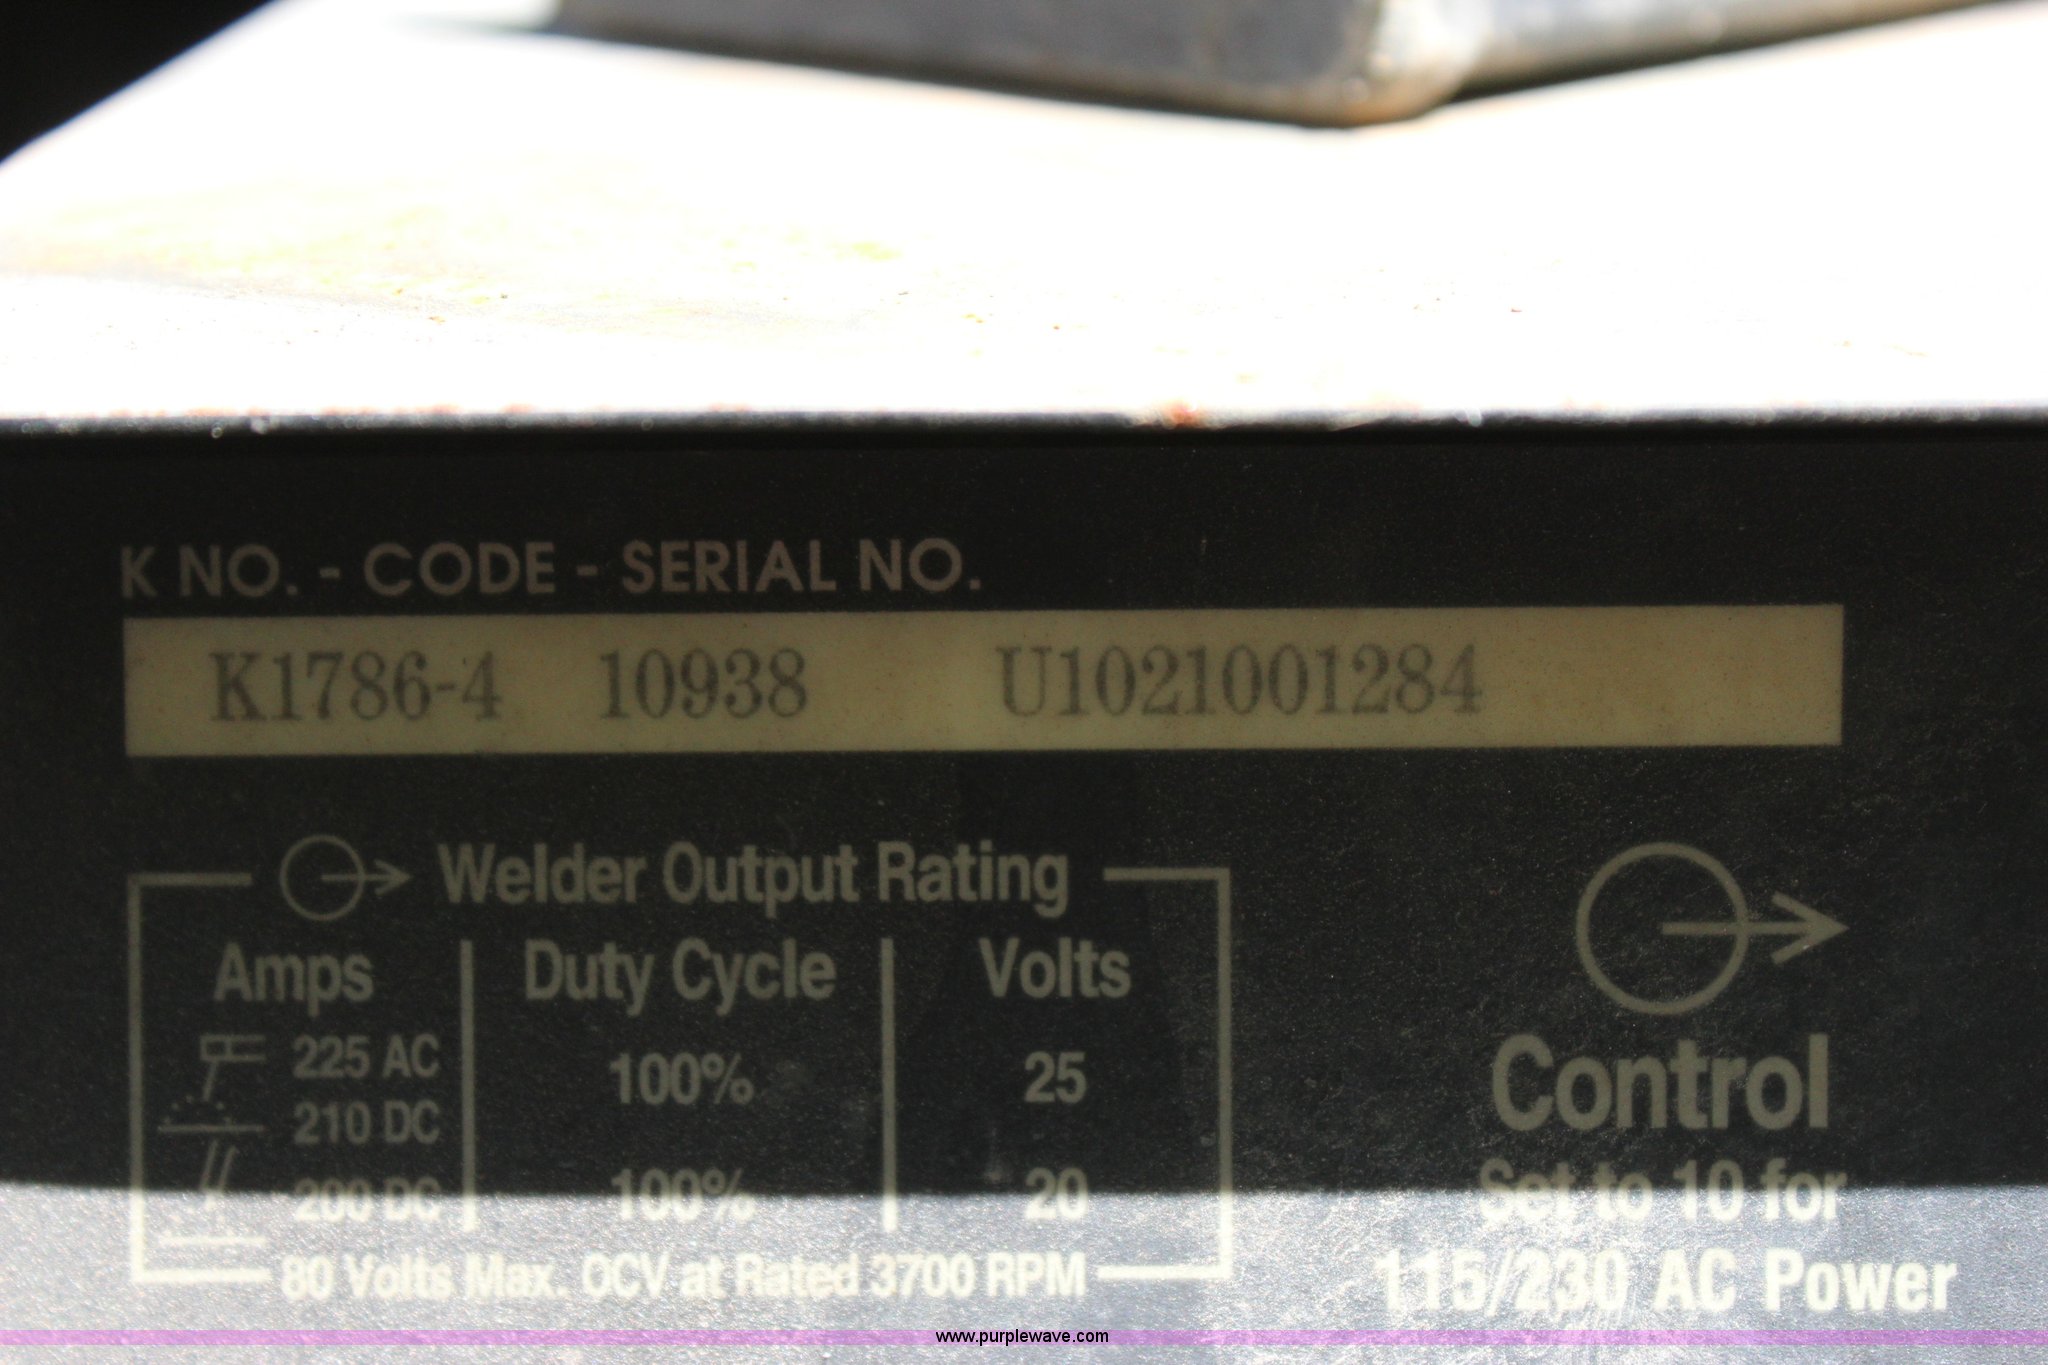 K NO. - CODE - SERIAL NO.
K1786-4 10938 U1021001284
Welder Output Rating
Amps Duty Cycle Volts
225 AC 100% 25
210 DC
200 DC 100% 20
80 Volts Max. OCV at Rated 3700 RPM
Control
Set to 10 for
115/230 AC Power
www.purplewave.com